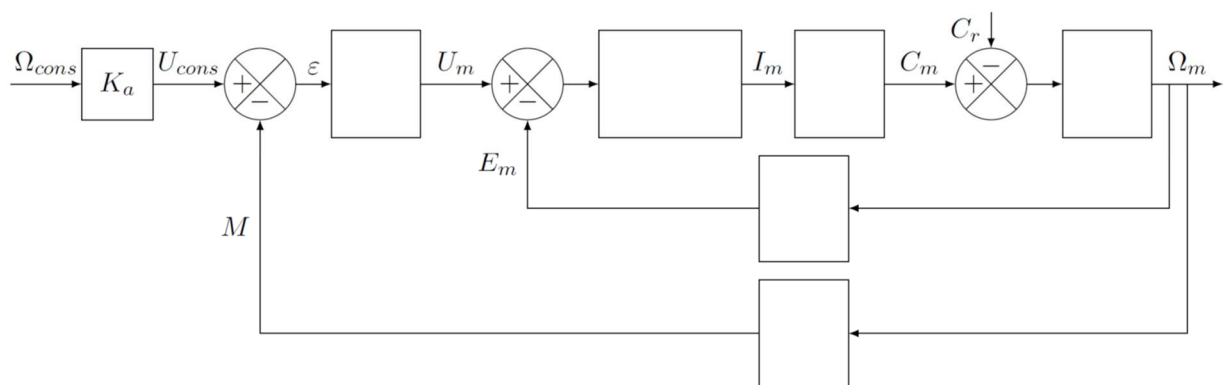 C_r
Ω_cons K_a U_cons + − ε U_m + − I_m C_m + − Ω_m
E_m
M